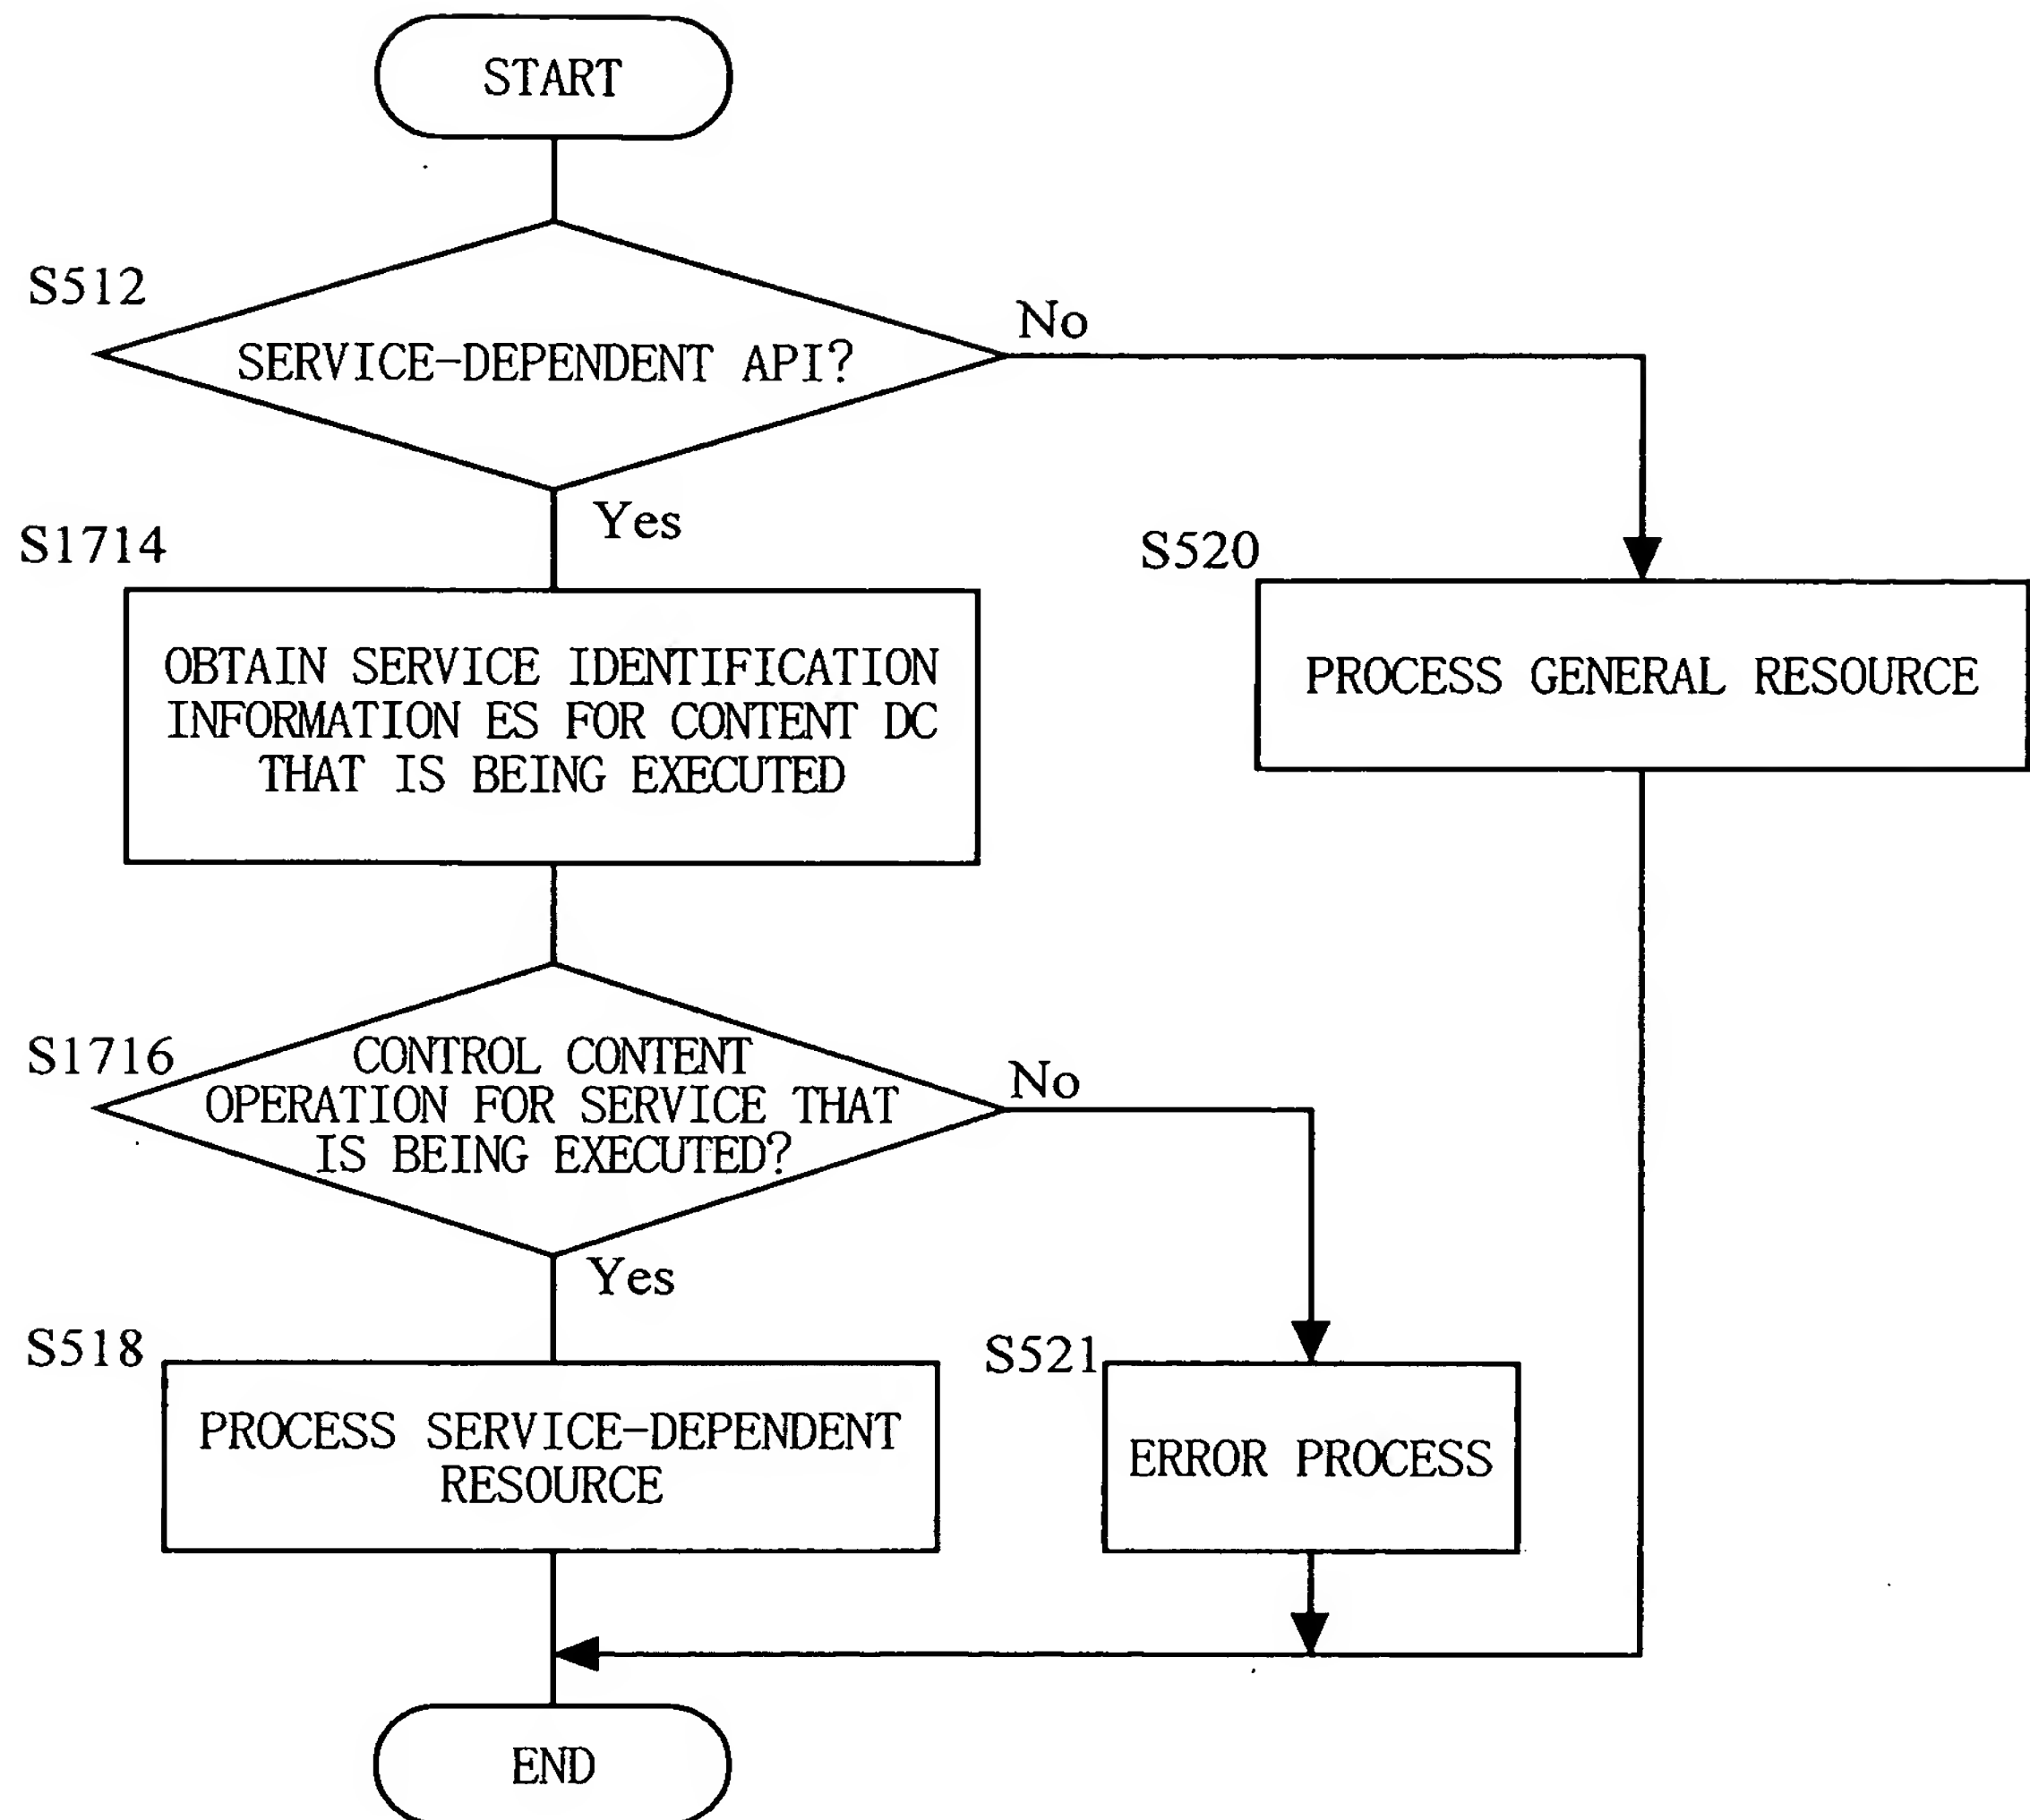 START
S512
SERVICE-DEPENDENT API?
No
Yes
S1714
OBTAIN SERVICE IDENTIFICATION
INFORMATION ES FOR CONTENT DC
THAT IS BEING EXECUTED
S520
PROCESS GENERAL RESOURCE
S1716
CONTROL CONTENT
OPERATION FOR SERVICE THAT
IS BEING EXECUTED?
No
Yes
S518
PROCESS SERVICE-DEPENDENT
RESOURCE
S521
ERROR PROCESS
END